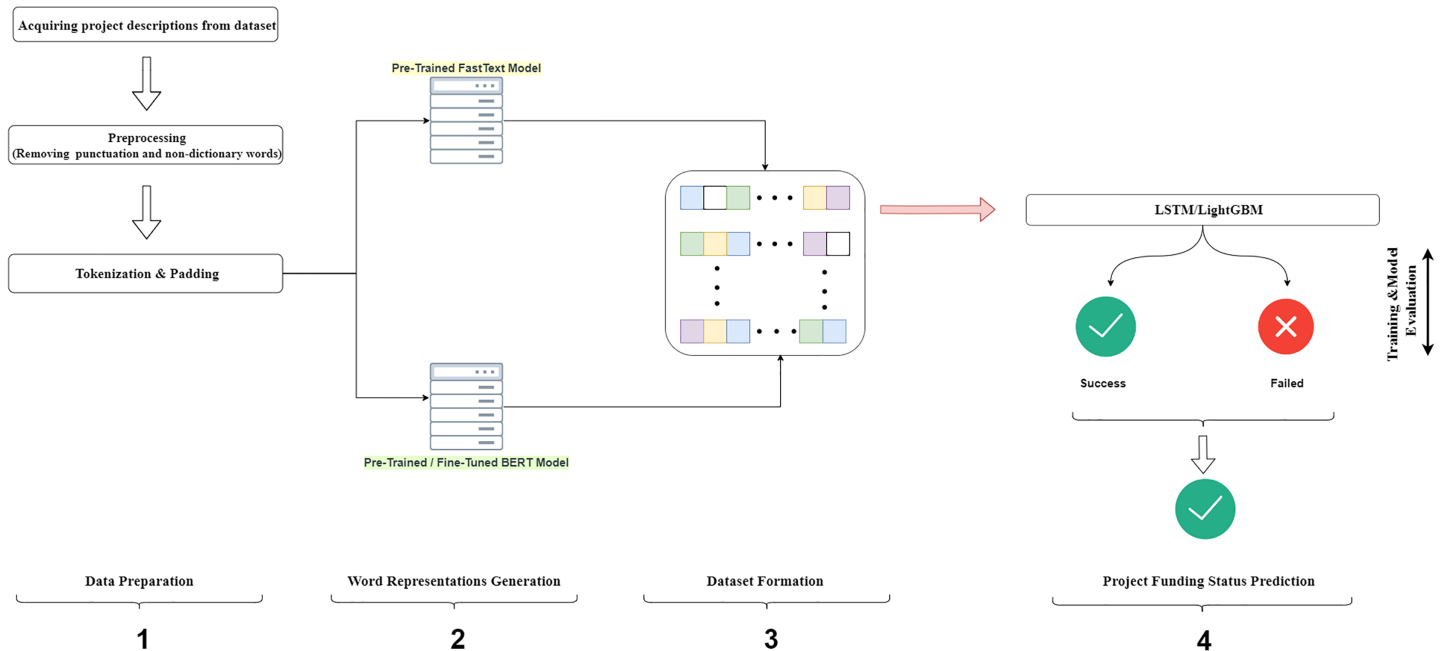 Acquiring project descriptions from dataset
Preprocessing
(Removing punctuation and non-dictionary words)
Tokenization & Padding
Pre-Trained FastText Model
Pre-Trained / Fine-Tuned BERT Model
LSTM/LightGBM
Success
Failed
Training &Model
Evaluation
Data Preparation
Word Representations Generation
Dataset Formation
Project Funding Status Prediction
1
2
3
4